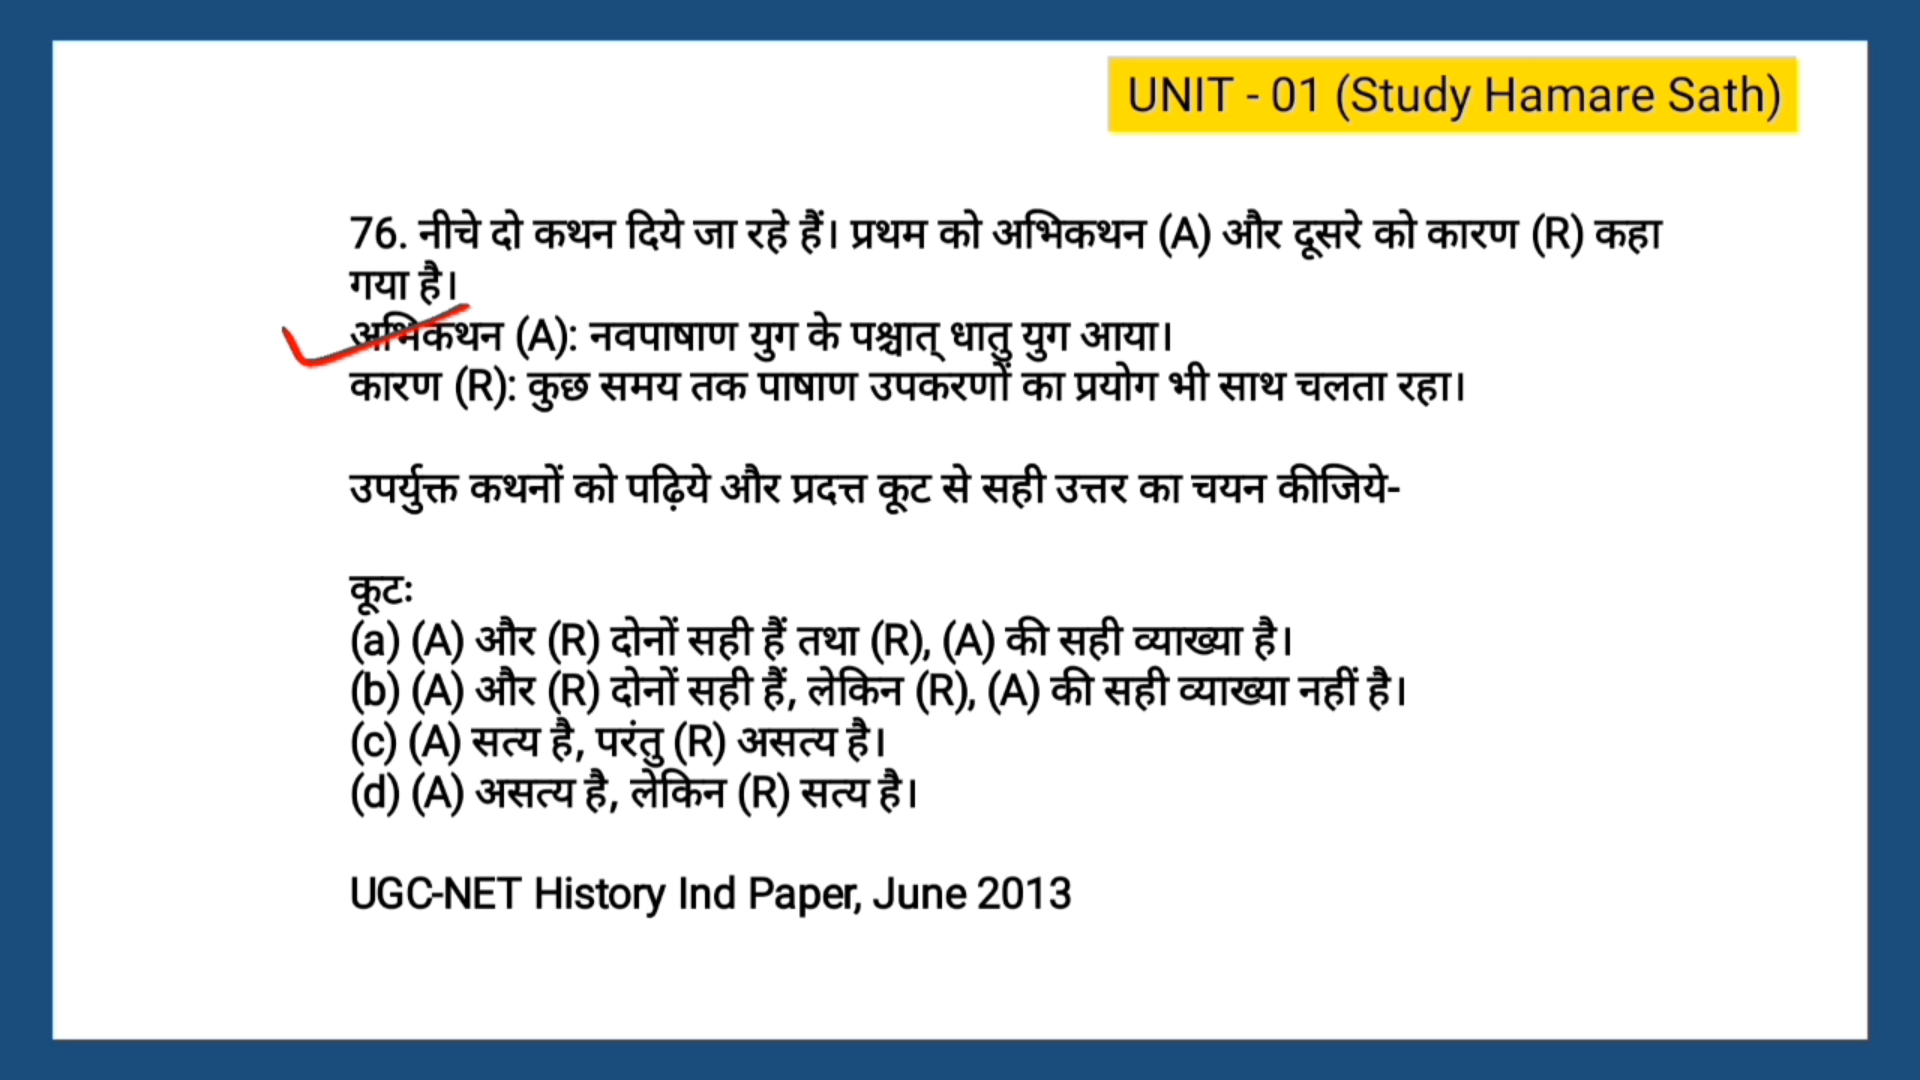 UNIT - 01 (Study Hamare Sath)
76. नीचे दो कथन दिये जा रहे हैं। प्रथम को अभिकथन (A) और दूसरे को कारण (R) कहा
गया है।
अभिकथन (A): नवपाषाण युग के पश्चात् धातु युग आया।
कारण (R): कुछ समय तक पाषाण उपकरणों का प्रयोग भी साथ चलता रहा।
उपर्युक्त कथनों को पढ़िये और प्रदत्त कूट से सही उत्तर का चयन कीजिये-
कूटः
(a) (A) और (R) दोनों सही हैं तथा (R), (A) की सही व्याख्या है।
(b) (A) और (R) दोनों सही हैं, लेकिन (R), (A) की सही व्याख्या नहीं है।
(c) (A) सत्य है, परंतु (R) असत्य है।
(d) (A) असत्य है, लेकिन (R) सत्य है।
UGC-NET History Ind Paper, June 2013